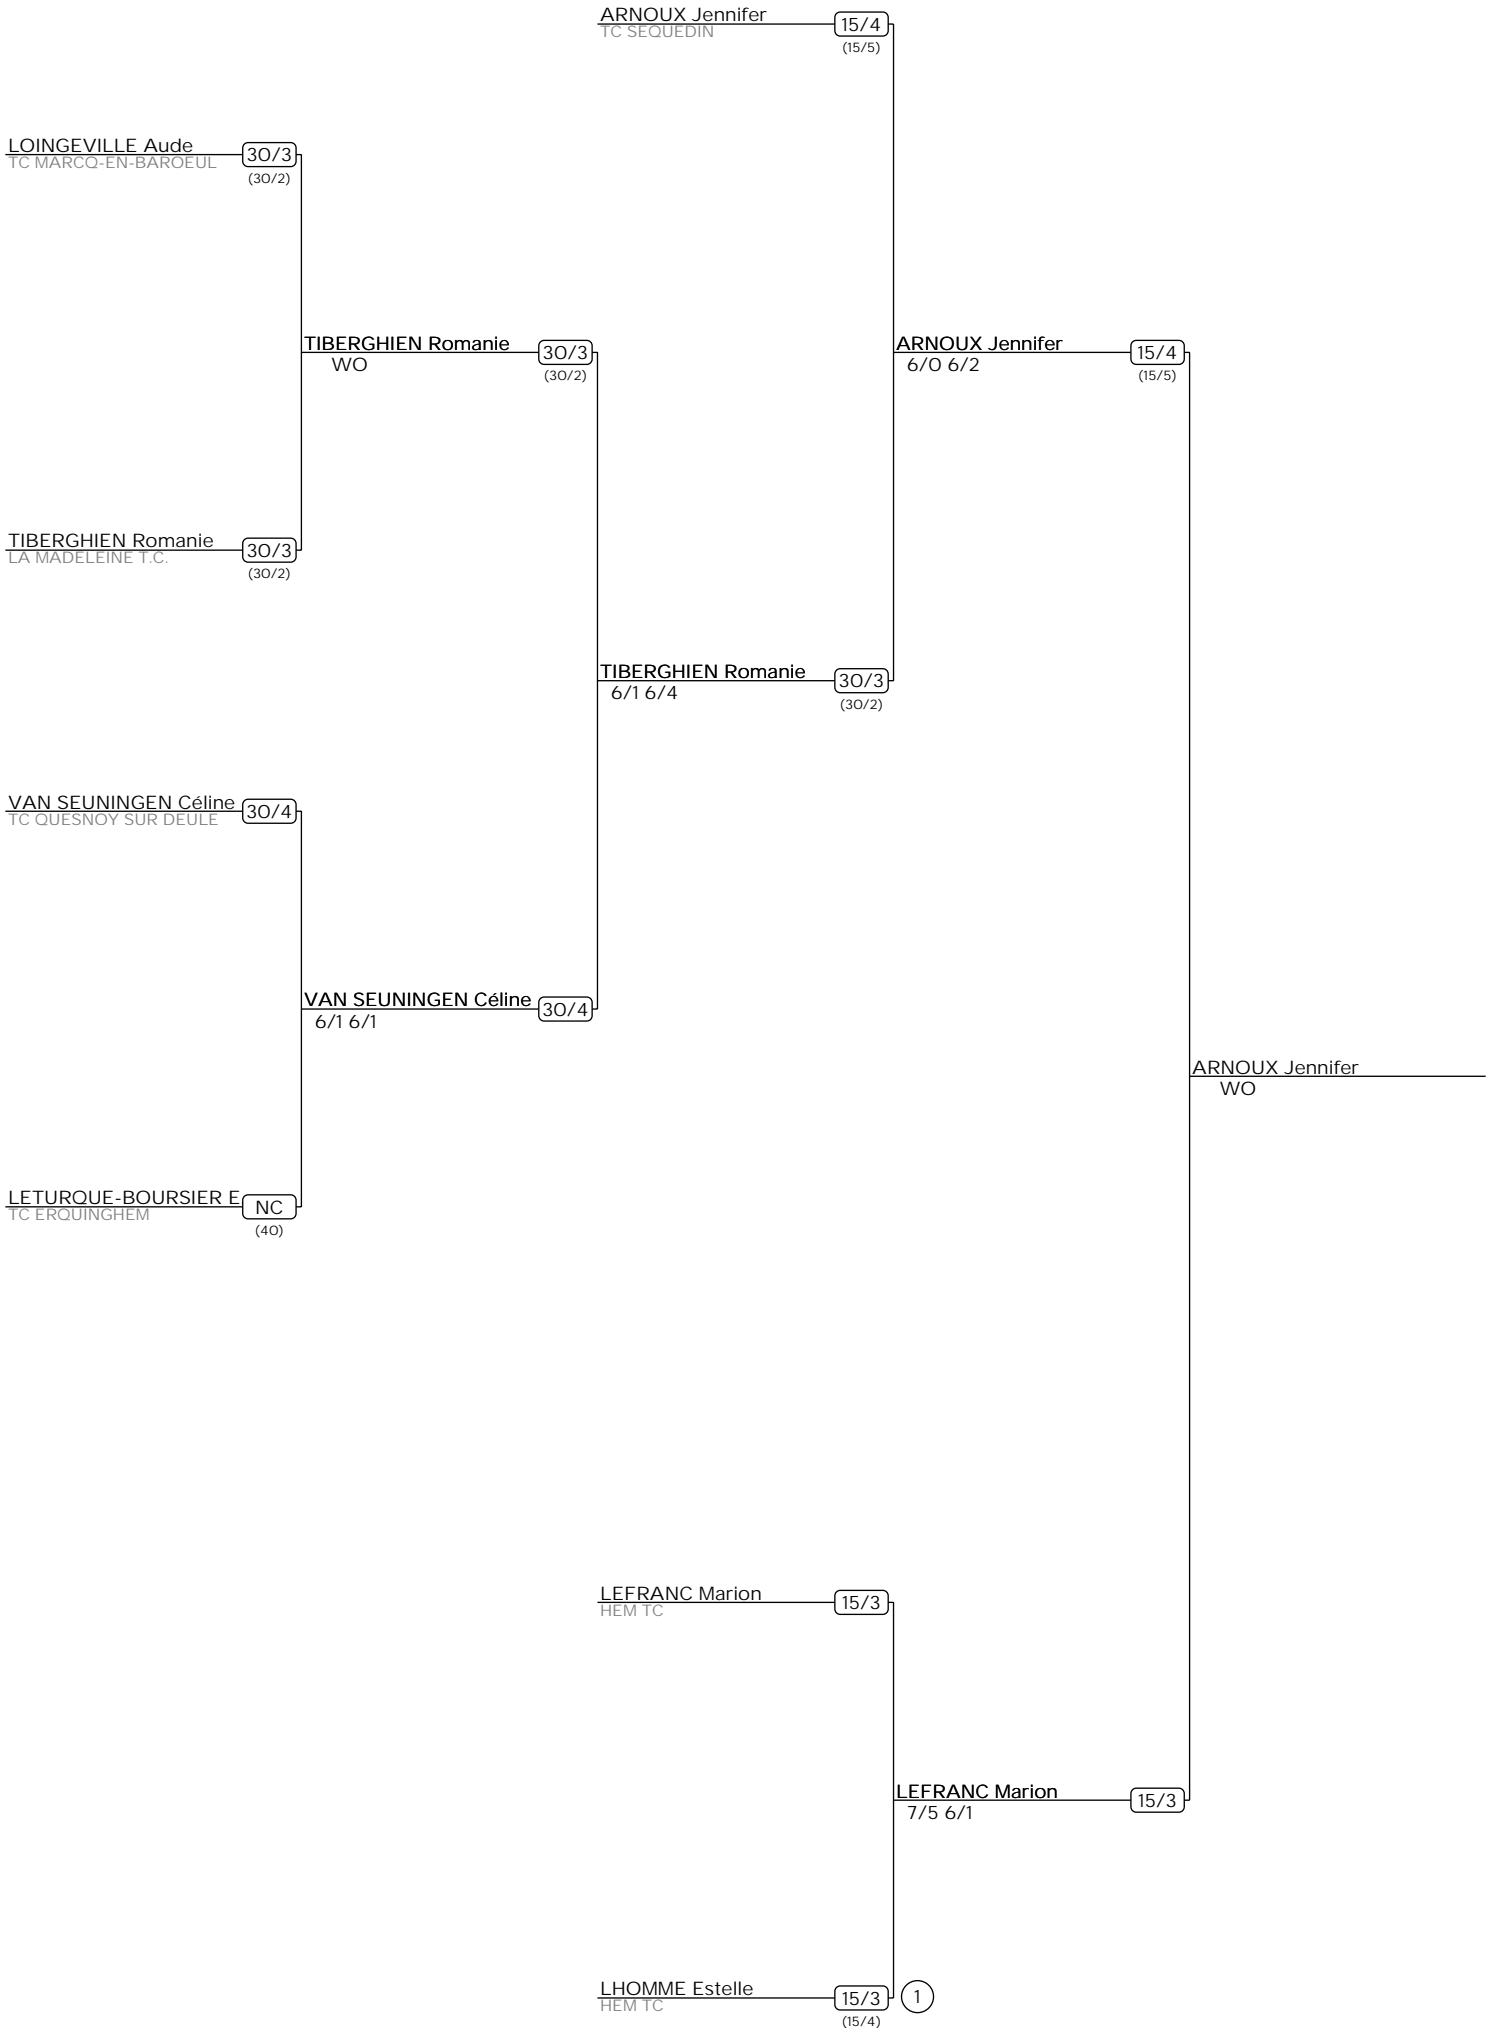 ARNOUX Jennifer
TC SEQUEDIN
15/4
(15/5)
LOINGEVILLE Aude
TC MARCQ-EN-BAROEUL
30/3
(30/2)
TIBERGHIEN Romanie
WO
30/3
(30/2)
ARNOUX Jennifer
6/0 6/2
15/4
(15/5)
TIBERGHIEN Romanie
LA MADELEINE T.C.
30/3
(30/2)
TIBERGHIEN Romanie
6/1 6/4
30/3
(30/2)
VAN SEUNINGEN Céline
TC QUESNOY SUR DEULE
30/4
VAN SEUNINGEN Céline
6/1 6/1
30/4
ARNOUX Jennifer
WO
LETURQUE-BOURSIER E
TC ERQUINGHEM
NC
(40)
LEFRANC Marion
HEM TC
15/3
LEFRANC Marion
7/5 6/1
15/3
LHOMME Estelle
HEM TC
15/3
(15/4)
1